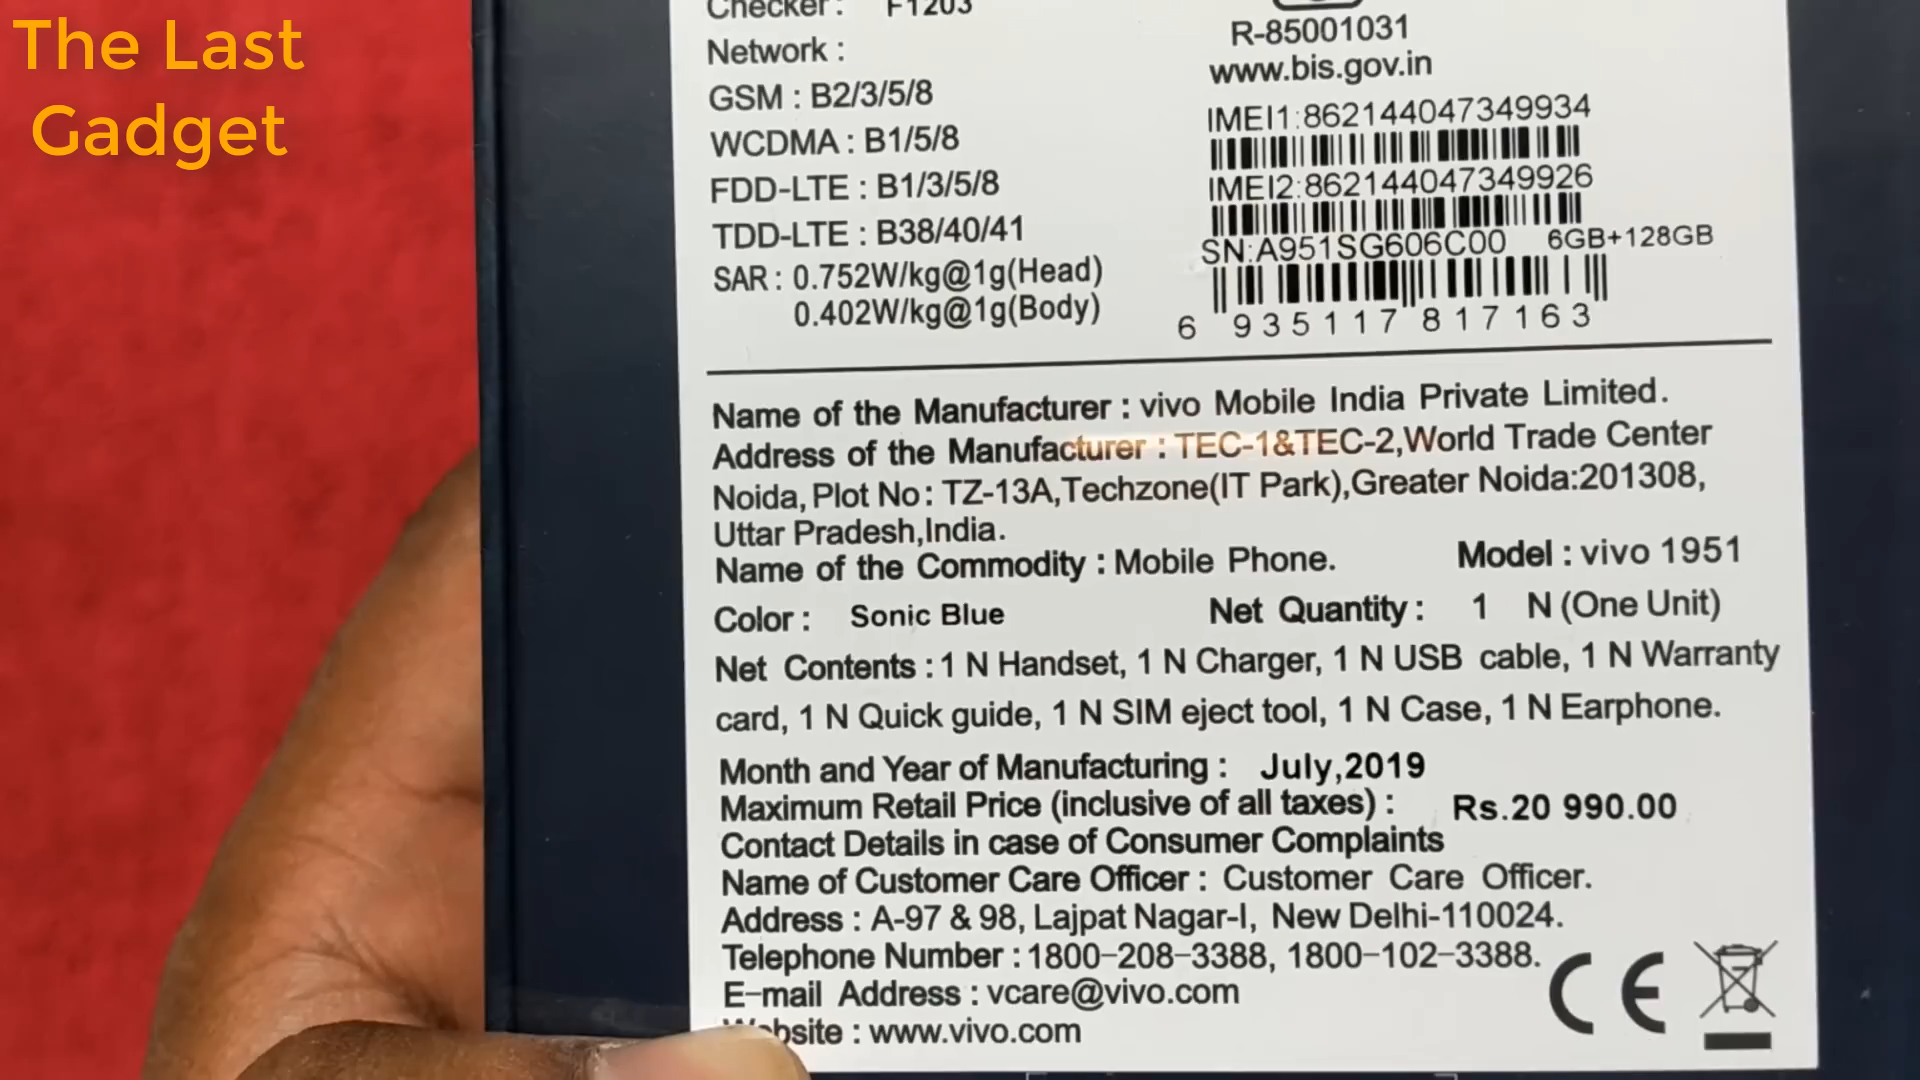 The Last
Gadget
Checker: F1203
Network :
GSM : B2/3/5/8
WCDMA : B1/5/8
FDD-LTE : B1/3/5/8
TDD-LTE : B38/40/41
SAR : 0.752W/kg@1g(Head)
0.402W/kg@1g(Body)
R-85001031
www.bis.gov.in
IMEI1:862144047349934
IMEI2:862144047349926
SN:A951SG606C00 6GB+128GB
6 935117 817163
Name of the Manufacturer : vivo Mobile India Private Limited.
Address of the Manufacturer : TEC-1&TEC-2,World Trade Center
Noida, Plot No: TZ-13A,Techzone(IT Park),Greater Noida:201308,
Uttar Pradesh,India.
Name of the Commodity : Mobile Phone. Model : vivo 1951
Color : Sonic Blue Net Quantity : 1 N (One Unit)
Net Contents : 1 N Handset, 1 N Charger, 1 N USB cable, 1 N Warranty
card, 1 N Quick guide, 1 N SIM eject tool, 1 N Case, 1 N Earphone.
Month and Year of Manufacturing : July,2019
Maximum Retail Price (inclusive of all taxes) : Rs.20 990.00
Contact Details in case of Consumer Complaints
Name of Customer Care Officer : Customer Care Officer.
Address : A-97 & 98, Lajpat Nagar-I, New Delhi-110024.
Telephone Number : 1800-208-3388, 1800-102-3388.
E-mail Address : vcare@vivo.com
Website : www.vivo.com
CE